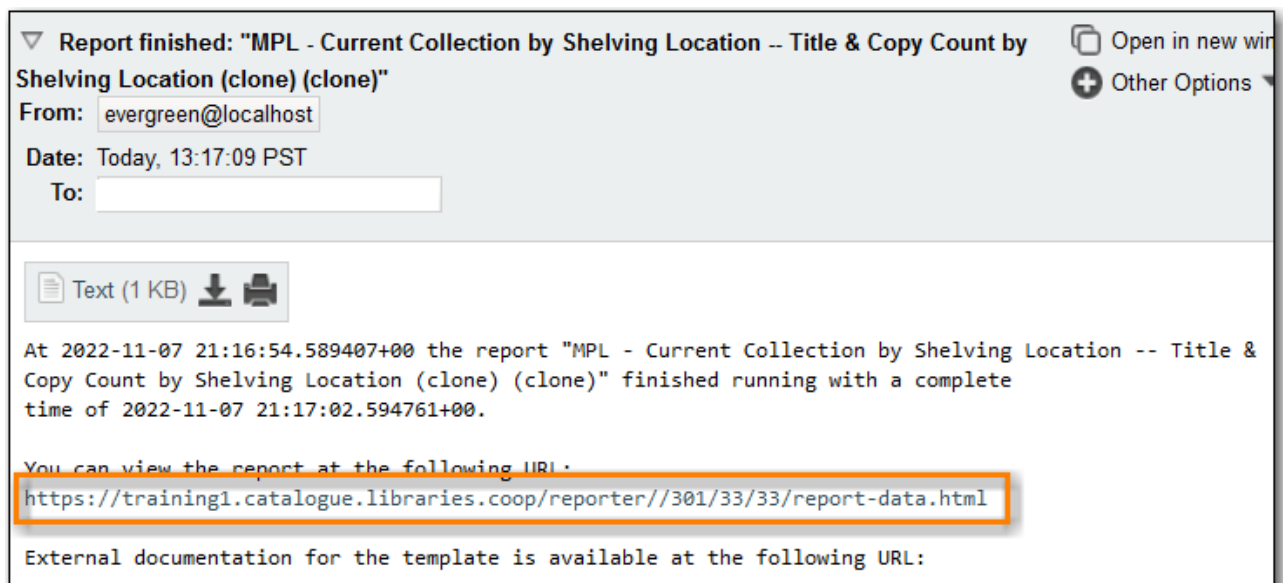 Report finished: "MPL - Current Collection by Shelving Location -- Title & Copy Count by
Shelving Location (clone) (clone)"
Open in new win
Other Options
From: evergreen@localhost
Date: Today, 13:17:09 PST
To:
Text (1 KB)
At 2022-11-07 21:16:54.589407+00 the report "MPL - Current Collection by Shelving Location -- Title &
Copy Count by Shelving Location (clone) (clone)" finished running with a complete
time of 2022-11-07 21:17:02.594761+00.
You can view the report at the following URL:
https://training1.catalogue.libraries.coop/reporter//301/33/33/report-data.html
External documentation for the template is available at the following URL: